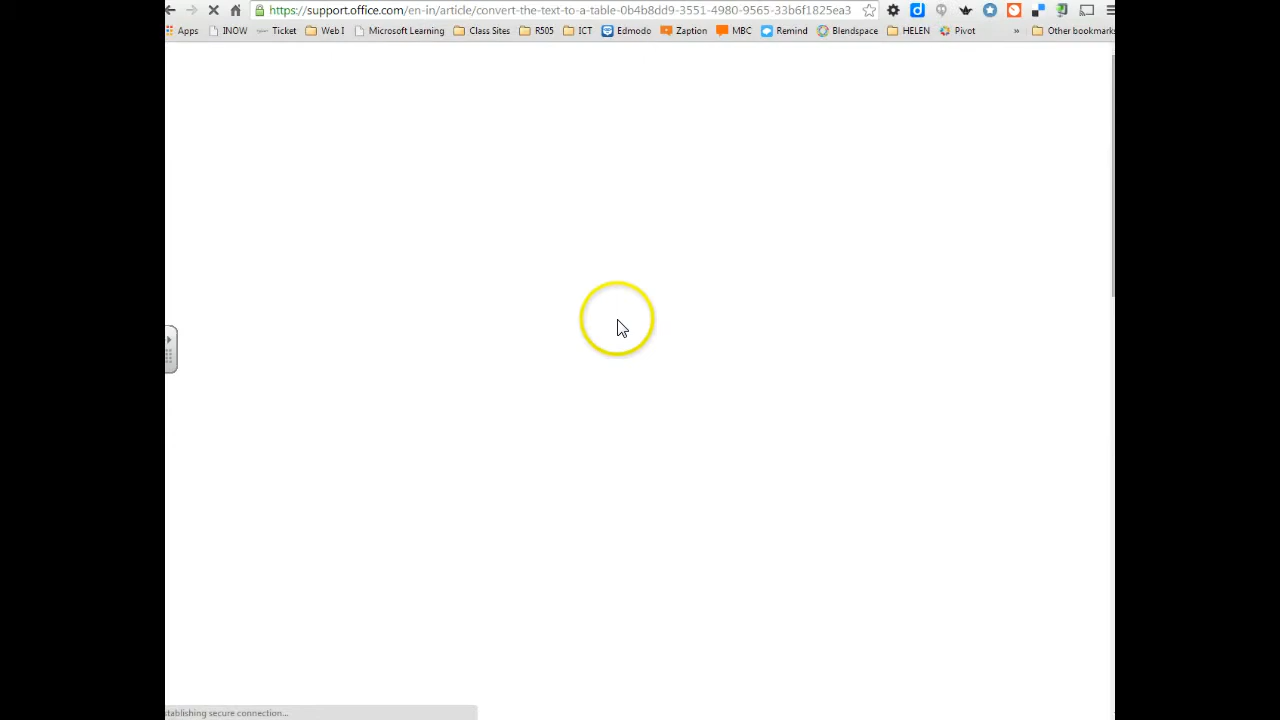 https://support.office.com/en-in/article/convert-the-text-to-a-table-0b4b8dd9-3551-4980-9565-33b6f1825ea3
Apps INOW Ticket Web I Microsoft Learning Class Sites R505 ICT Edmodo Zaption MBC Remind Blendspace HELEN Pivot » Other bookmarks
tablishing secure connection...